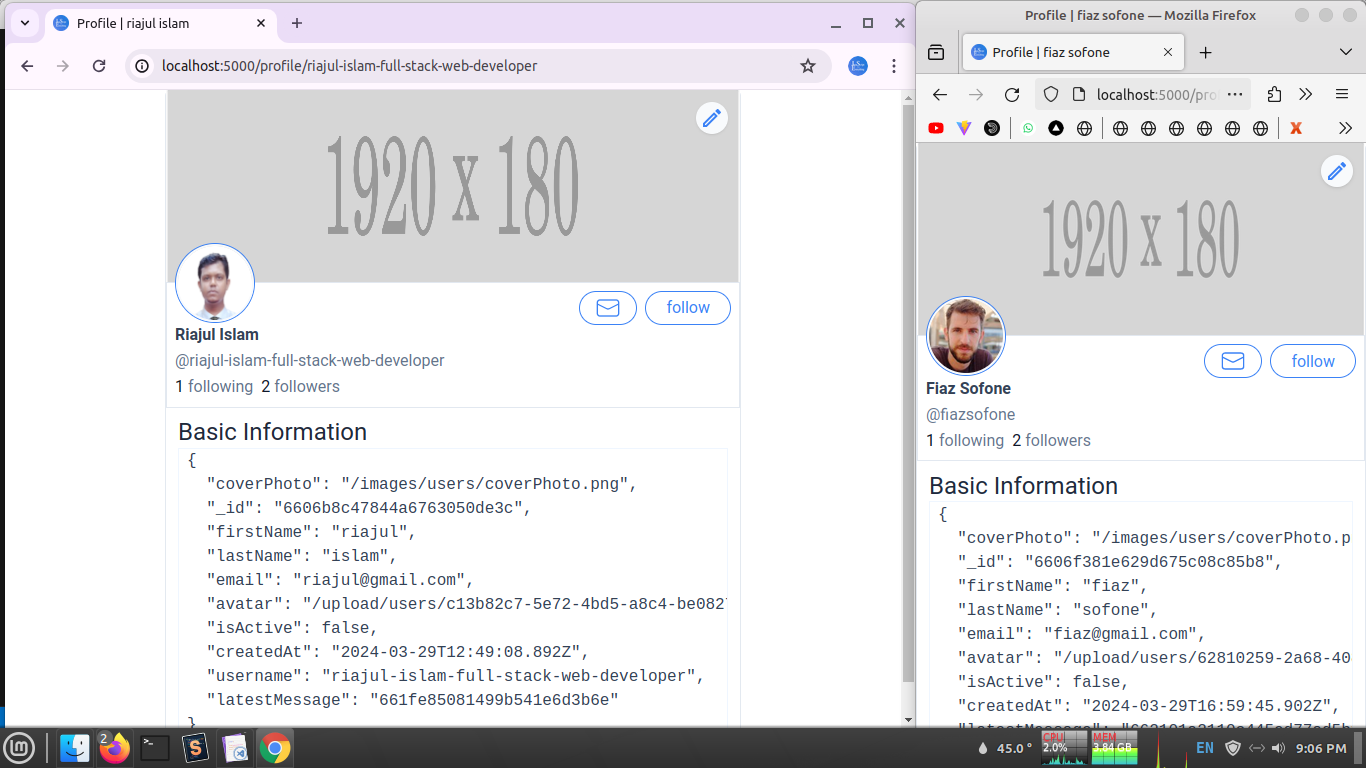 Profile | riajul islam
localhost:5000/profile/riajul-islam-full-stack-web-developer
1920 x 180
follow
Riajul Islam
@riajul-islam-full-stack-web-developer
1 following 2 followers
Basic Information
{
"coverPhoto": "/images/users/coverPhoto.png",
"_id": "6606b8c47844a6763050de3c",
"firstName": "riajul",
"lastName": "islam",
"email": "riajul@gmail.com",
"avatar": "/upload/users/c13b82c7-5e72-4bd5-a8c4-be082
"isActive": false,
"createdAt": "2024-03-29T12:49:08.892Z",
"username": "riajul-islam-full-stack-web-developer",
"latestMessage": "661fe85081499b541e6d3b6e"
}
Profile | fiaz sofone — Mozilla Firefox
Profile | fiaz sofone
localhost:5000/pro
X
1920 x 180
follow
Fiaz Sofone
@fiazsofone
1 following 2 followers
Basic Information
{
"coverPhoto": "/images/users/coverPhoto.p
"_id": "6606f381e629d675c08c85b8",
"firstName": "fiaz",
"lastName": "sofone",
"email": "fiaz@gmail.com",
"avatar": "/upload/users/62810259-2a68-40
"isActive": false,
"createdAt": "2024-03-29T16:59:45.902Z",
2
45.0 °
CPU
2.0%
MEM
3.84 GB
EN
9:06 PM